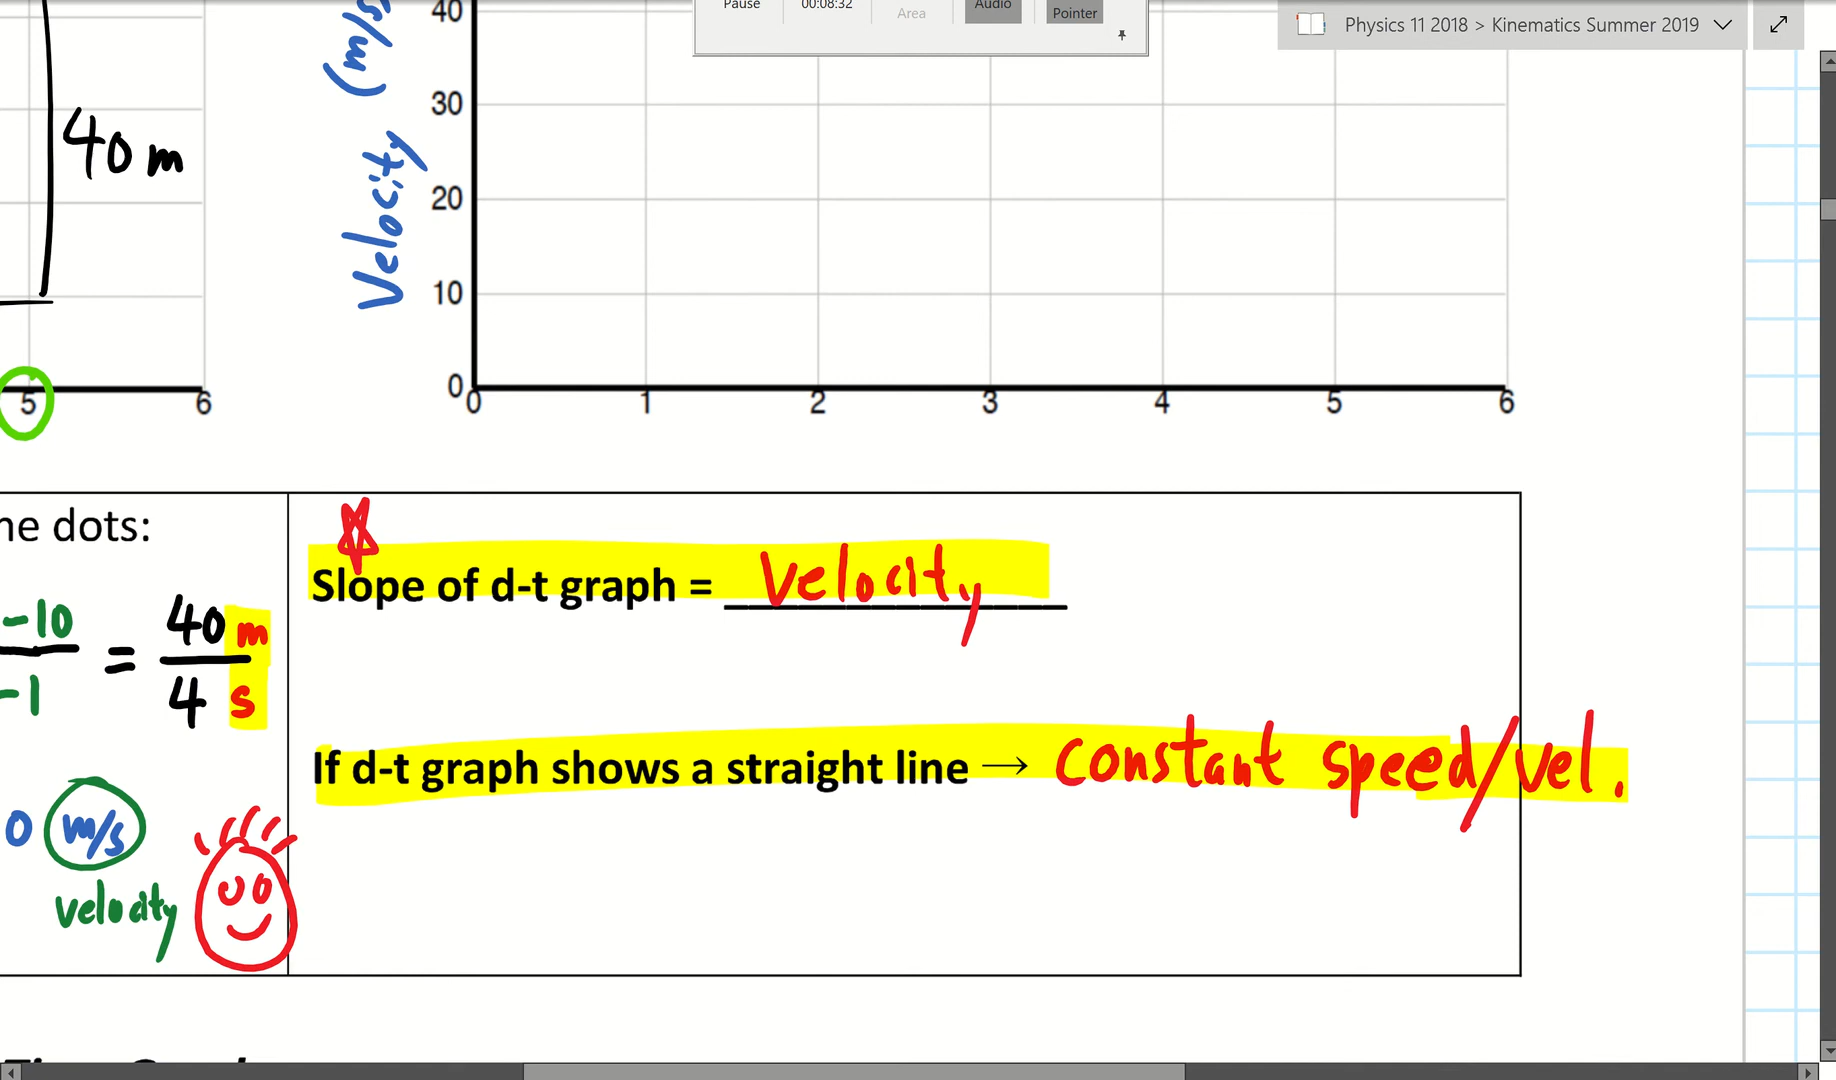 Pause 00:08:32 Area Audio Pointer
Physics 11 2018 > Kinematics Summer 2019
40
30
20
10
0
Velocity (m/s
40 m
5 6
0 1 2 3 4 5 6
he dots:
-10
-1
= 40 m
4 s
0 m/s
velocity
Slope of d-t graph = Velocity
If d-t graph shows a straight line → constant speed/vel.